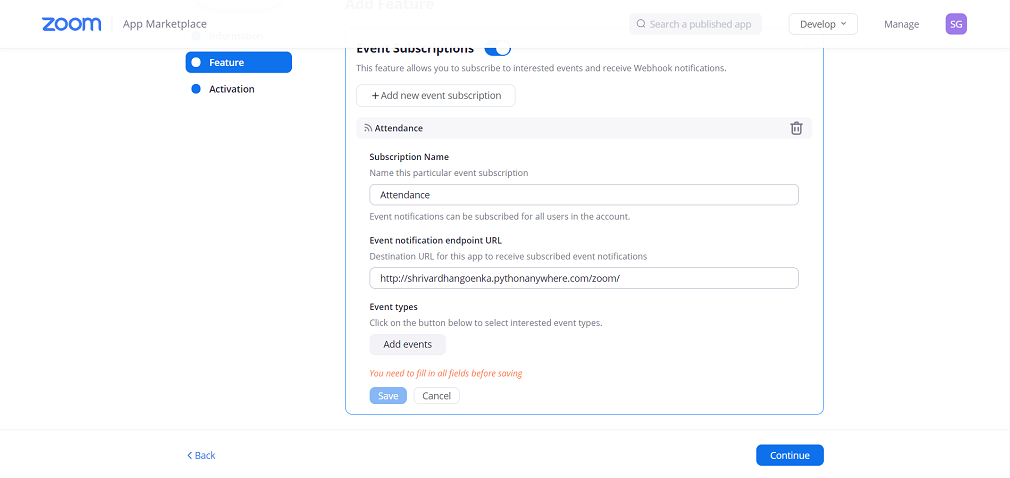 Add Feature
zoom App Marketplace Search a published app Develop Manage SG
Information
Feature
Activation
Event Subscriptions
This feature allows you to subscribe to interested events and receive Webhook notifications.
+ Add new event subscription
Attendance
Subscription Name
Name this particular event subscription
Attendance
Event notifications can be subscribed for all users in the account.
Event notification endpoint URL
Destination URL for this app to receive subscribed event notifications
http://shrivardhangoenka.pythonanywhere.com/zoom/
Event types
Click on the button below to select interested event types.
Add events
You need to fill in all fields before saving
Save Cancel
< Back Continue